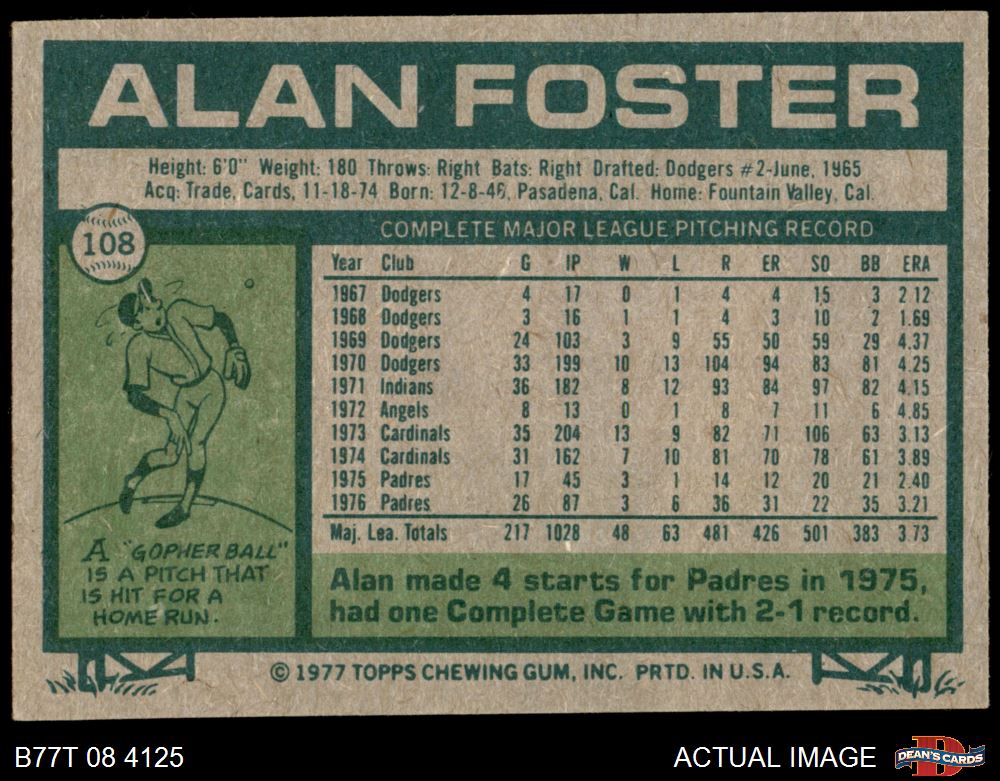 ALAN FOSTER
Height: 6'0" Weight: 180 Throws: Right Bats: Right Drafted: Dodgers #2-June, 1965
Acq: Trade, Cards, 11-18-74 Born: 12-8-46, Pasadena, Cal. Home: Fountain Valley, Cal.
108
COMPLETE MAJOR LEAGUE PITCHING RECORD
Year Club G IP W L R ER SO BB ERA
1967 Dodgers 4 17 0 1 4 4 15 3 2 12
1968 Dodgers 3 16 1 1 4 3 10 2 1.69
1969 Dodgers 24 103 3 9 55 50 59 29 4.37
1970 Dodgers 33 199 10 13 104 94 83 81 4.25
1971 Indians 36 182 8 12 93 84 97 82 4.15
1972 Angels 8 13 0 1 8 7 11 6 4.85
1973 Cardinals 35 204 13 9 82 71 106 63 3.13
1974 Cardinals 31 162 7 10 81 70 78 61 3.89
1975 Padres 17 45 3 1 14 12 20 21 2.40
1976 Padres 26 87 3 6 36 31 22 35 3.21
Maj. Lea. Totals 217 1028 48 63 481 426 501 383 3.73
A "GOPHER BALL"
IS A PITCH THAT
IS HIT FOR A
HOME RUN.
Alan made 4 starts for Padres in 1975,
had one Complete Game with 2-1 record.
© 1977 TOPPS CHEWING GUM, INC. PRTD. IN U.S.A.
B77T 08 4125
ACTUAL IMAGE
D
DEAN'S CARDS